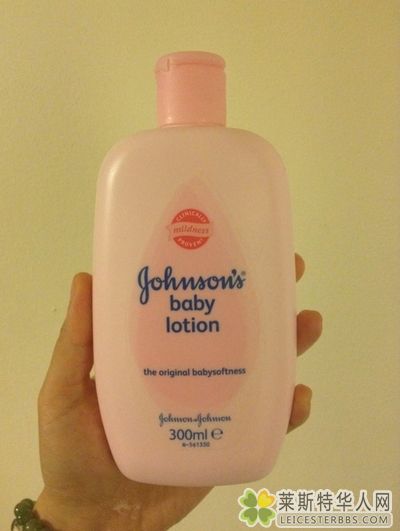 CLINICALLY
mildness
PROVEN
Johnson's®
baby
lotion
the original babysoftness
Johnson & Johnson
300ml ℮
莱斯特华人网
LEICESTERBBS.COM